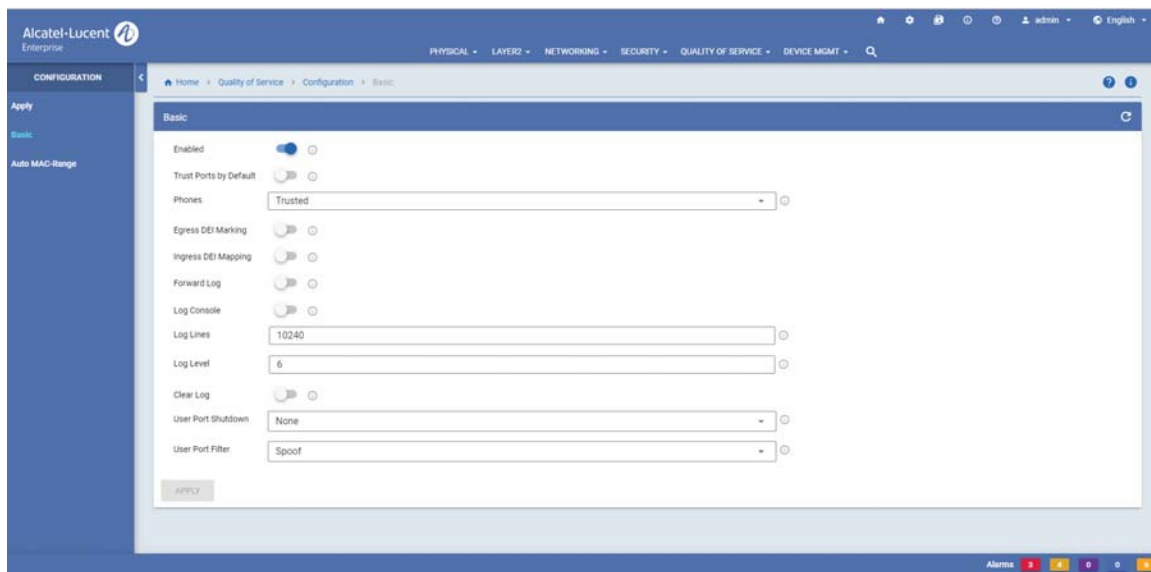 Alcatel·Lucent
Enterprise
admin
English
PHYSICAL
LAYER2
NETWORKING
SECURITY
QUALITY OF SERVICE
DEVICE MGMT
CONFIGURATION
Home
Quality of Service
Configuration
Basic
Apply
Basic
Auto MAC-Range
Basic
Enabled
Trust Ports by Default
Phones Trusted
Egress DEI Marking
Ingress DEI Mapping
Forward Log
Log Console
Log Lines 10240
Log Level 6
Clear Log
User Port Shutdown None
User Port Filter Spoof
APPLY
Alarms 3 4 0 0